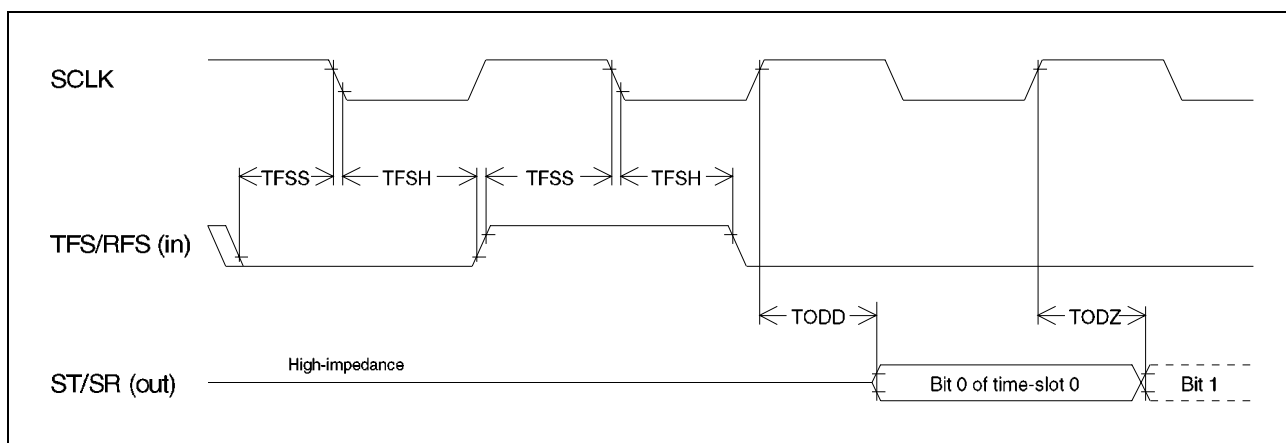 SCLK
TFSS TFSH TFSS TFSH
TFS/RFS (in)
TODD TODZ
High-impedance
ST/SR (out) Bit 0 of time-slot 0 Bit 1